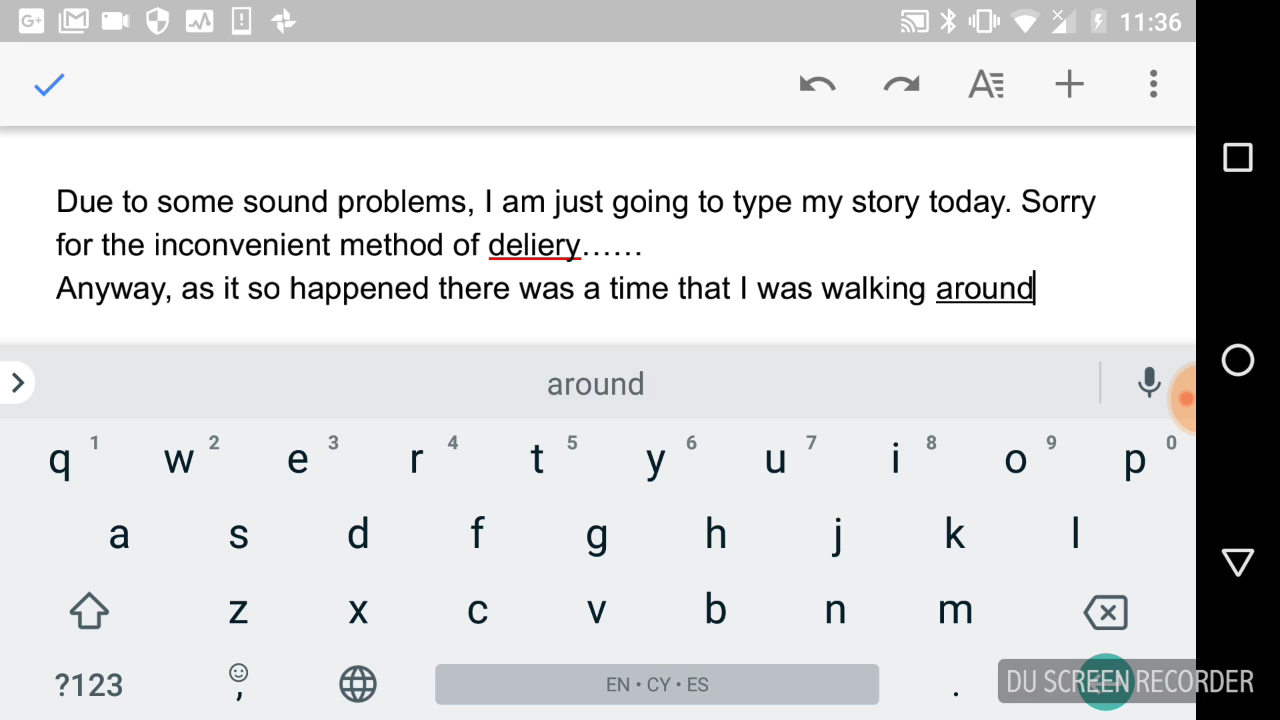 G+ 11:36
Due to some sound problems, I am just going to type my story today. Sorry
for the inconvenient method of deliery……
Anyway, as it so happened there was a time that I was walking around
around
q 1 w 2 e 3 r 4 t 5 y 6 u 7 i 8 o 9 p 0
a s d f g h j k l
z x c v b n m
?123 , EN • CY • ES . DU SCREEN RECORDER